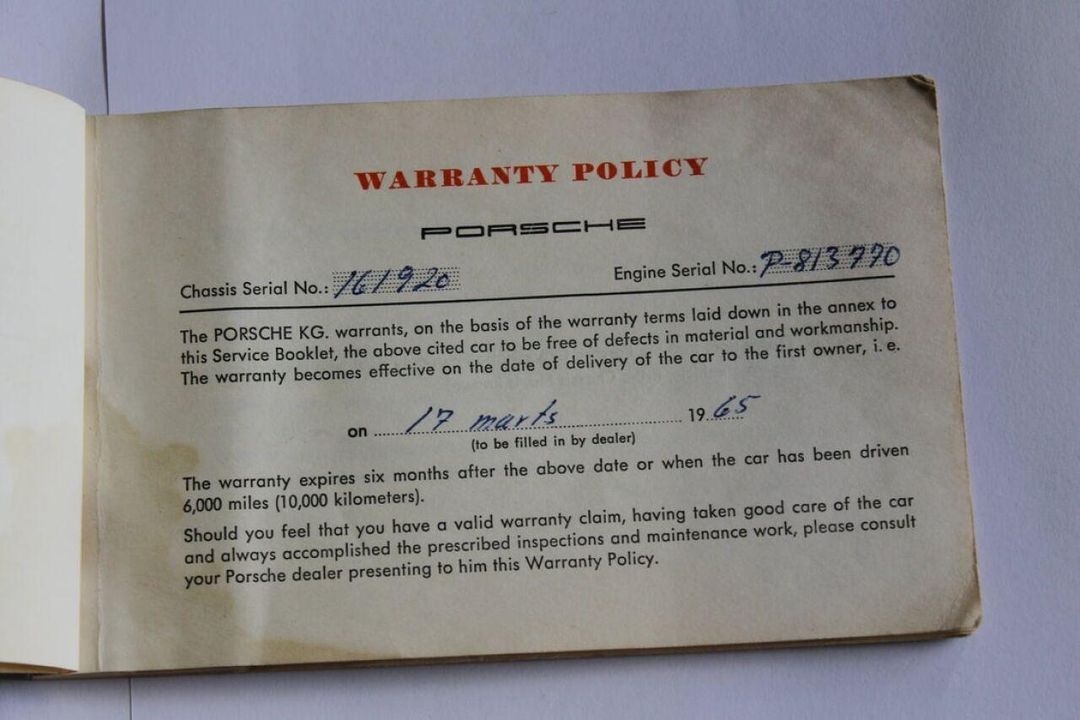 WARRANTY POLICY
PORSCHE
Chassis Serial No.: 161920 Engine Serial No.: P-813770
The PORSCHE KG. warrants, on the basis of the warranty terms laid down in the annex to
this Service Booklet, the above cited car to be free of defects in material and workmanship.
The warranty becomes effective on the date of delivery of the car to the first owner, i. e.
on 17 marts 1965
(to be filled in by dealer)
The warranty expires six months after the above date or when the car has been driven
6,000 miles (10,000 kilometers).
Should you feel that you have a valid warranty claim, having taken good care of the car
and always accomplished the prescribed inspections and maintenance work, please consult
your Porsche dealer presenting to him this Warranty Policy.